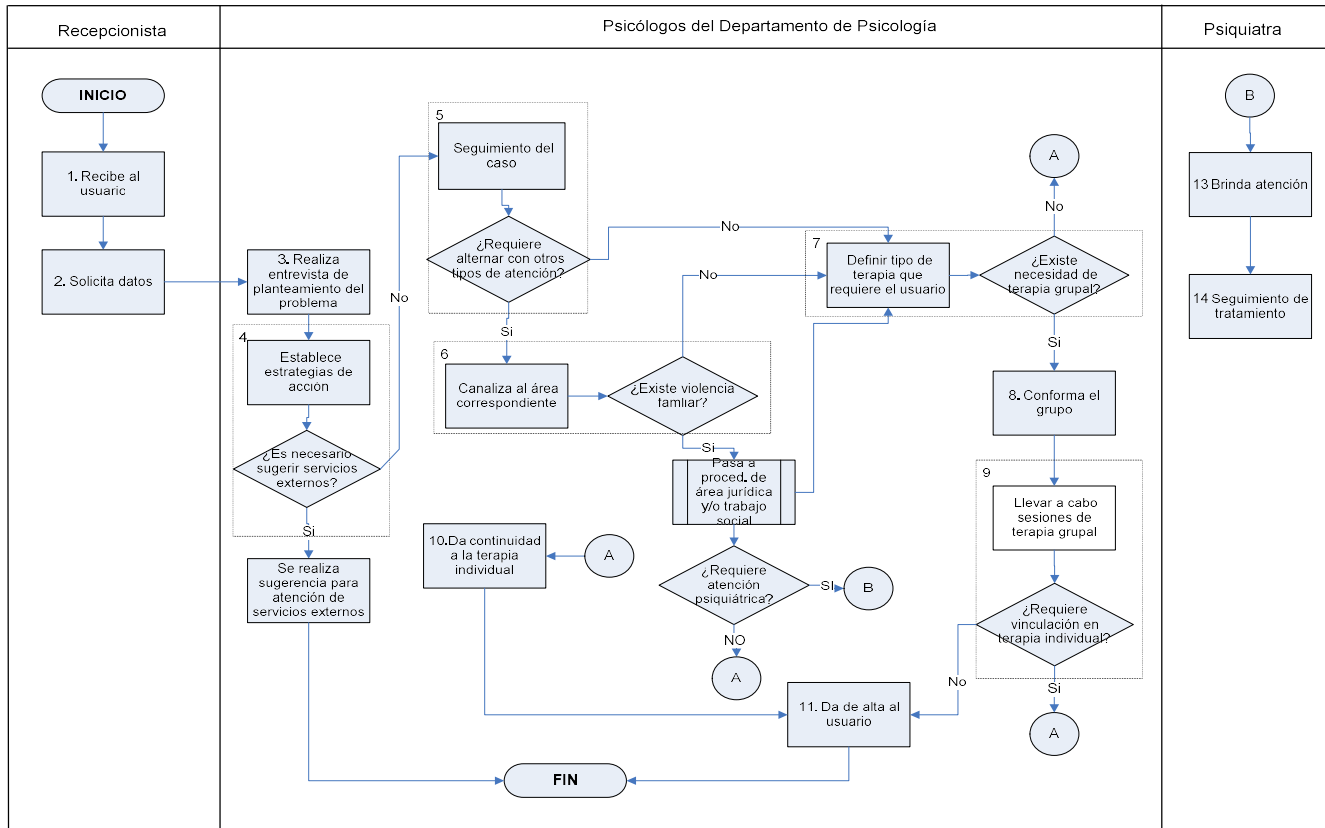 Recepcionista
Psicólogos del Departamento de Psicología
Psiquiatra
INICIO
1. Recibe al
usuaric
2. Solicita datos
3. Realiza
entrevista de
planteamiento del
problema
4
Establece
estrategias de
acción
¿Es necesario
sugerir servicios
externos?
No
Si
Se realiza
sugerencia para
atención de
servicios externos
5
Seguimiento del
caso
¿Requiere
alternar con otros
tipos de atención?
No
Si
6
Canaliza al área
correspondiente
¿Existe violencia
famliar?
No
Si
Pasa a
proced. de
área jurídica
y/o trabajo
social
¿Requiere
atención
psiquiátrica?
SI
B
NO
A
7
Definir tipo de
terapia que
requiere el usuario
¿Existe
necesidad de
terapia grupal?
No
A
Si
8. Conforma el
grupo
9
Llevar a cabo
sesiones de
terapia grupal
¿Requiere
vinculación en
terapia individual?
No
Si
A
10.Da continuidad
a la terapia
individual
A
11. Da de alta al
usuario
FIN
B
13 Brinda atención
14 Seguimiento de
tratamiento